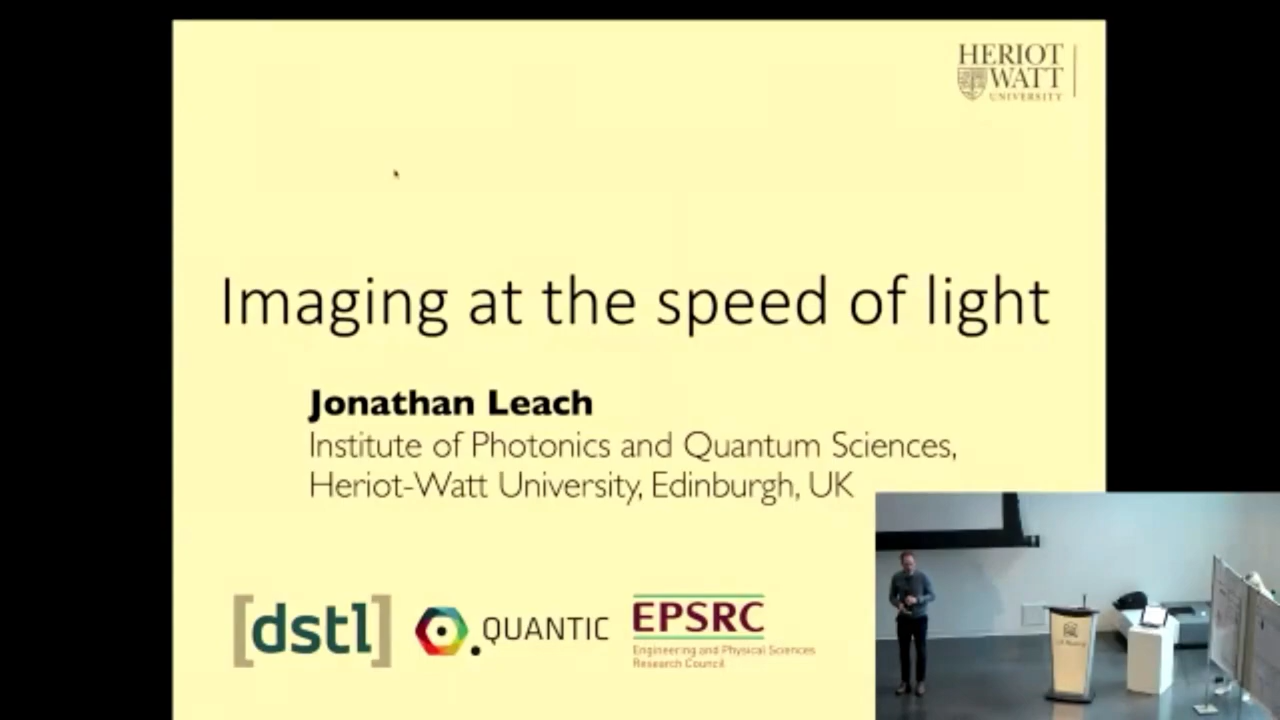 HERIOT
WATT
UNIVERSITY
Imaging at the speed of light
Jonathan Leach
Institute of Photonics and Quantum Sciences,
Heriot-Watt University, Edinburgh, UK
[dstl]
QUANTIC
EPSRC
Engineering and Physical Sciences
Research Council